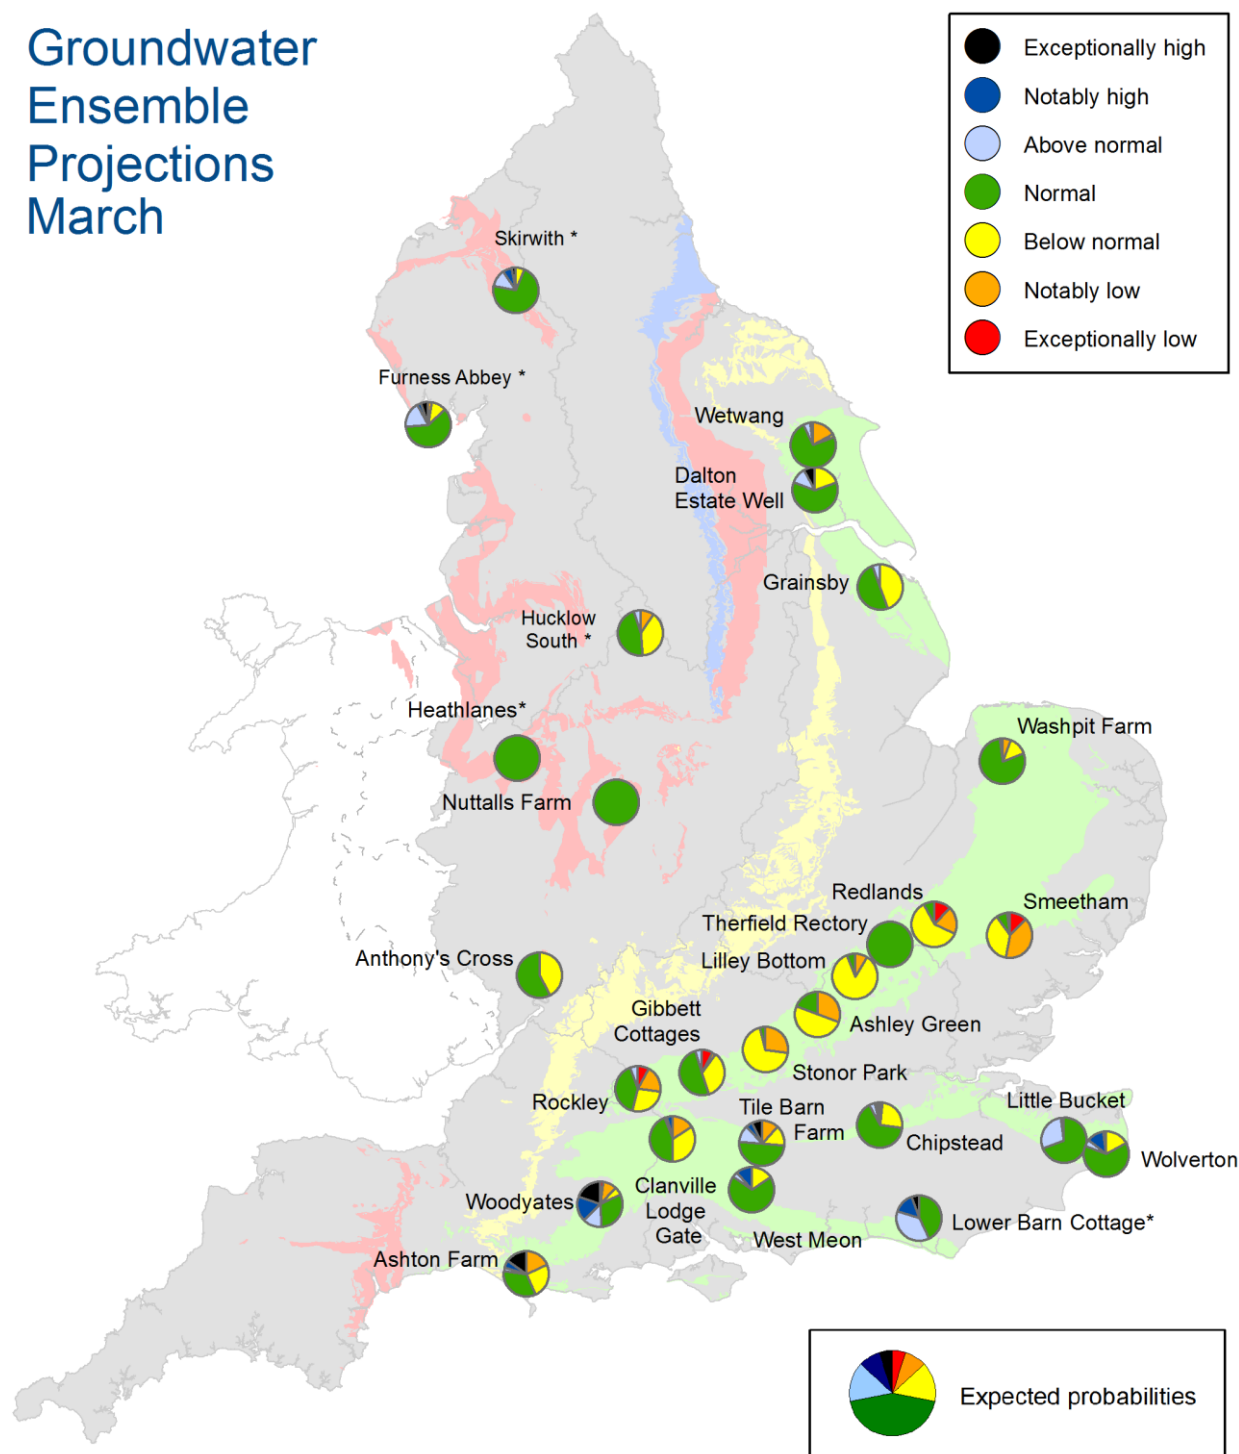 Groundwater
Ensemble
Projections
March
Exceptionally high
Notably high
Above normal
Normal
Below normal
Notably low
Exceptionally low
Skirwith *
Furness Abbey *
Wetwang
Dalton
Estate Well
Grainsby
Hucklow
South *
Heathlanes*
Washpit Farm
Nuttalls Farm
Redlands
Smeetham
Therfield Rectory
Anthony's Cross
Lilley Bottom
Gibbett
Cottages
Ashley Green
Stonor Park
Rockley
Tile Barn
Farm
Little Bucket
Chipstead
Wolverton
Woodyates
Clanville
Lodge
Gate
Lower Barn Cottage*
West Meon
Ashton Farm
Expected probabilities